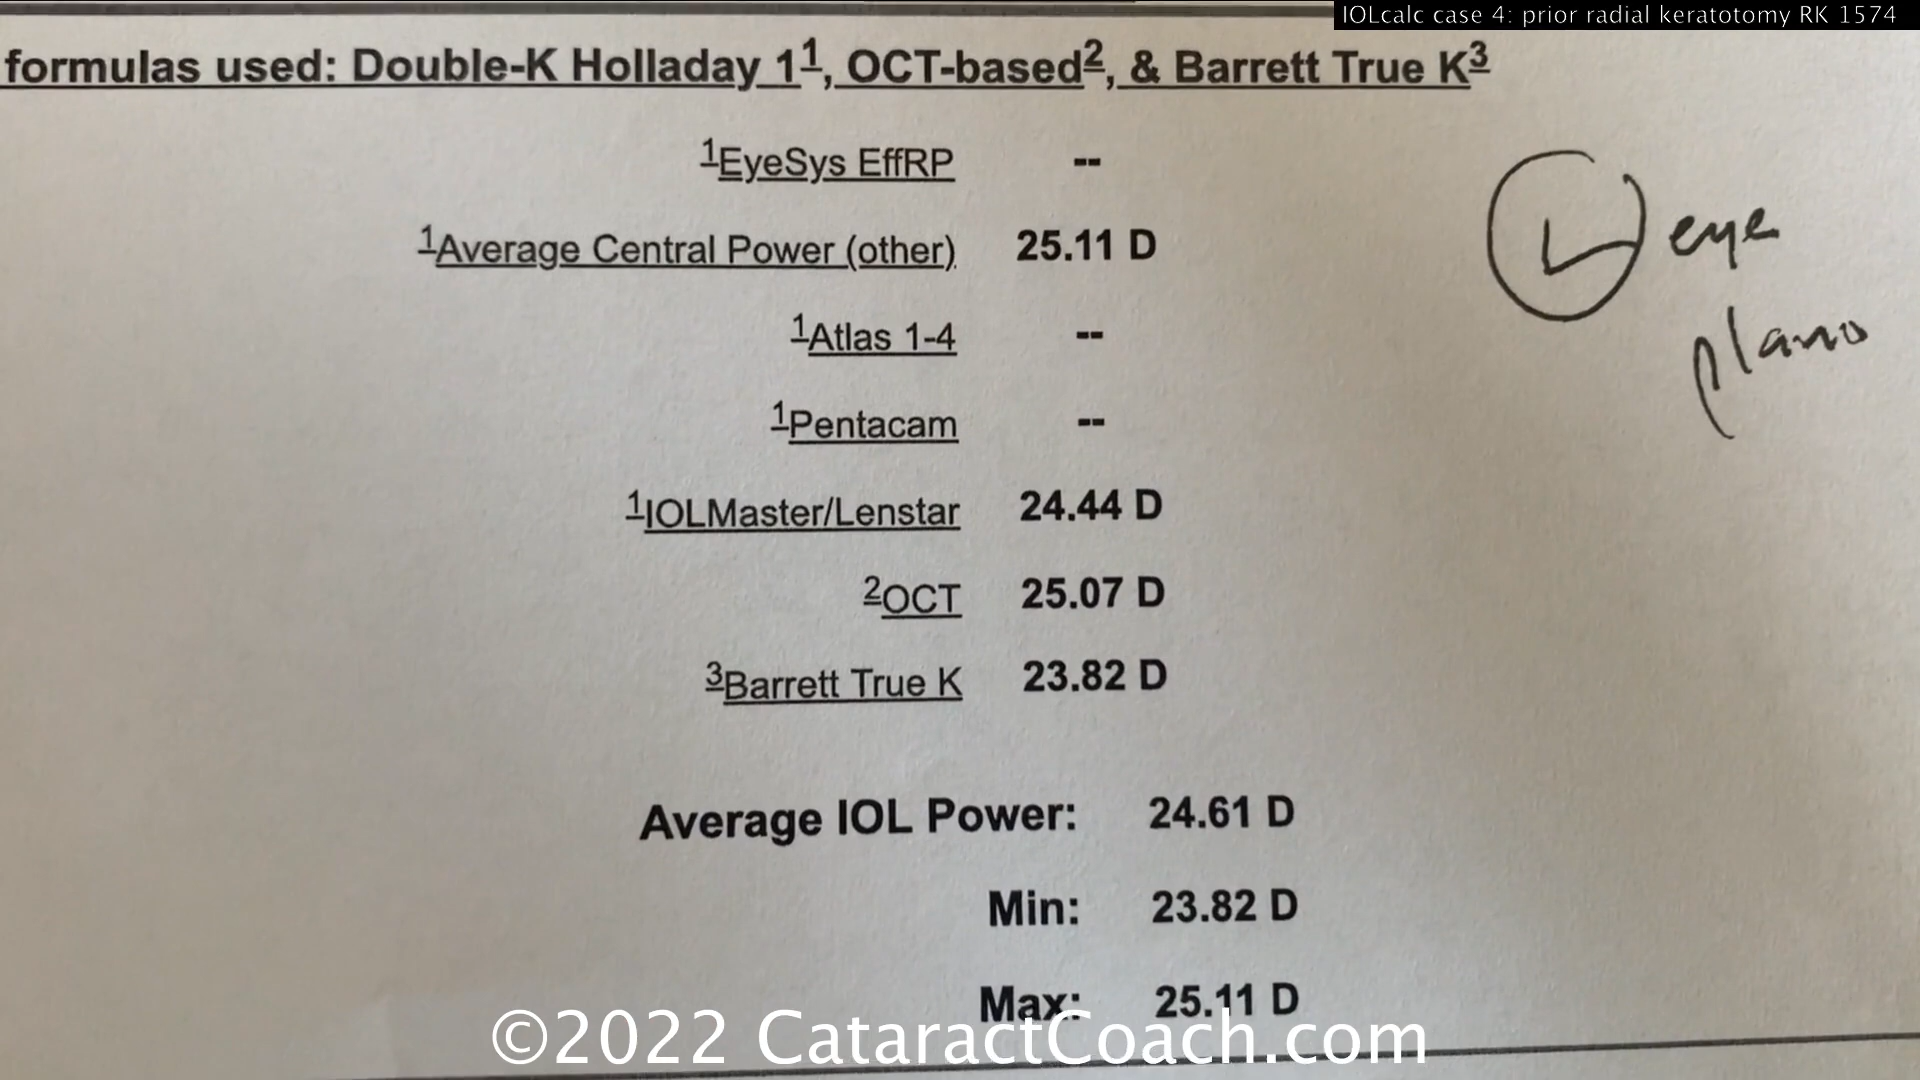 IOLcalc case 4: prior radial keratotomy RK 1574
formulas used: Double-K Holladay 1¹, OCT-based², & Barrett True K³
¹EyeSys EffRP --
¹Average Central Power (other) 25.11 D
¹Atlas 1-4 --
¹Pentacam --
¹IOLMaster/Lenstar 24.44 D
²OCT 25.07 D
³Barrett True K 23.82 D
Average IOL Power: 24.61 D
Min: 23.82 D
Max: 25.11 D
L eye
plano
©2022 CataractCoach.com